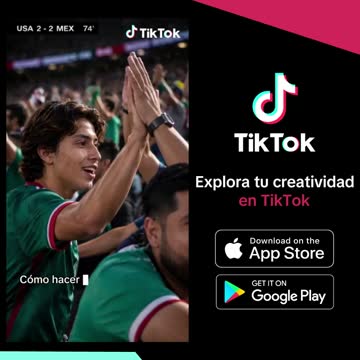 USA 2 - 2 MEX 74'
TikTok
Cómo hacer
TikTok
Explora tu creatividad
en TikTok
Download on the
App Store
GET IT ON
Google Play